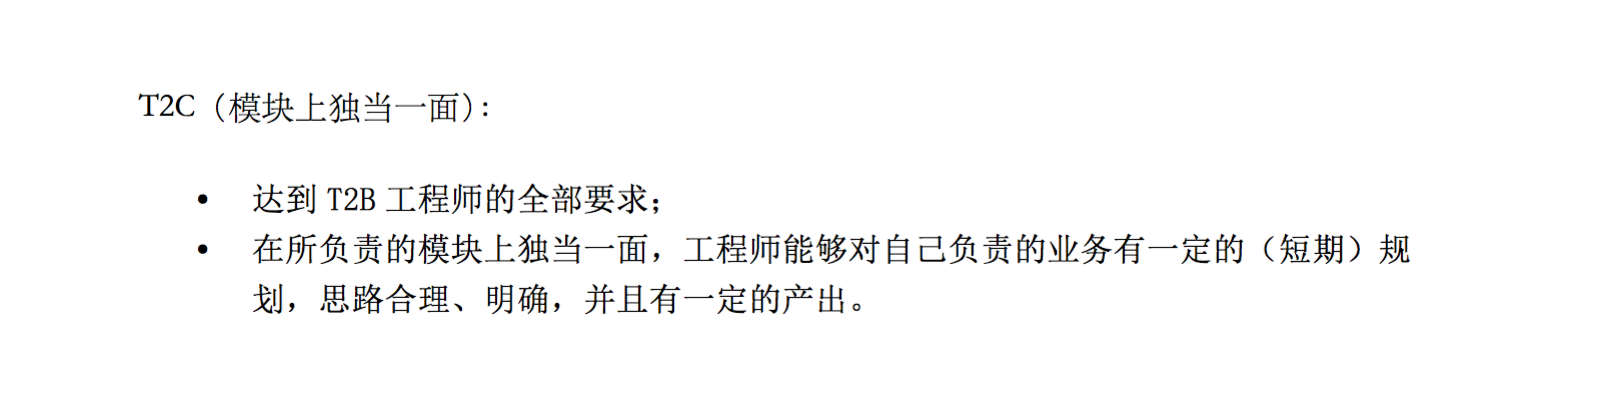 T2C（模块上独当一面）：
• 达到 T2B 工程师的全部要求；
• 在所负责的模块上独当一面，工程师能够对自己负责的业务有一定的（短期）规
划，思路合理、明确，并且有一定的产出。